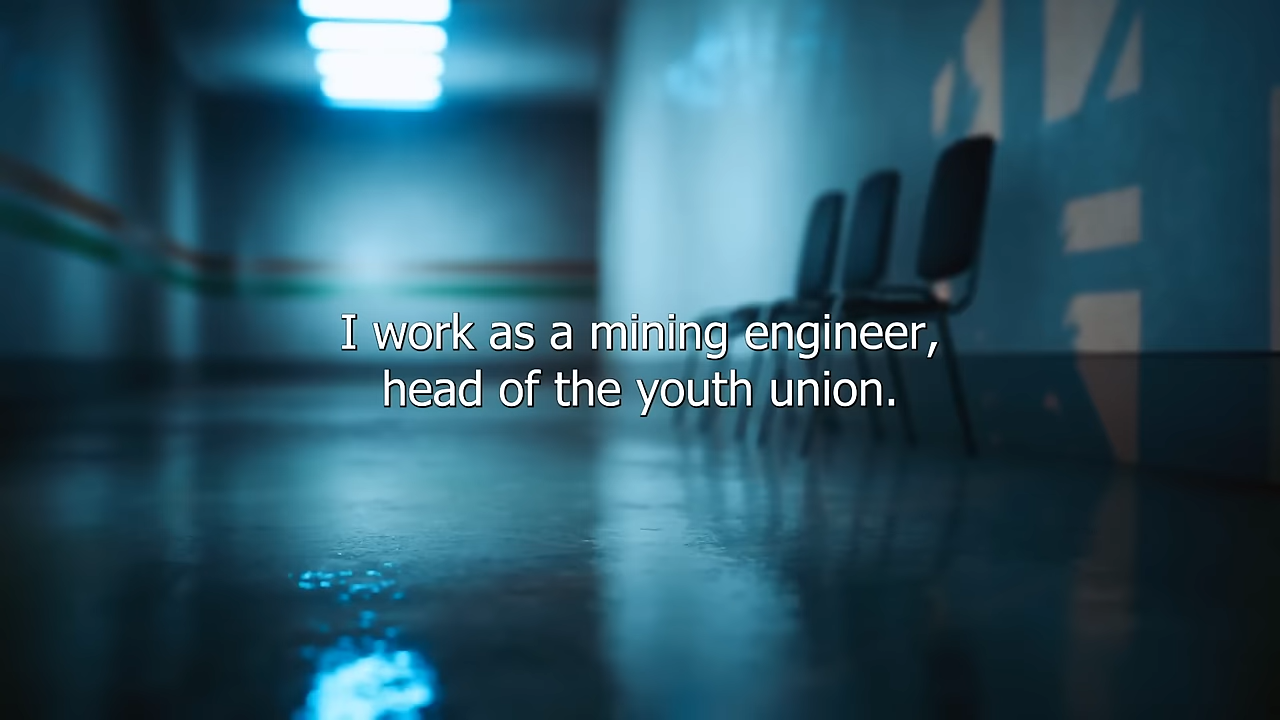 I work as a mining engineer,
head of the youth union.